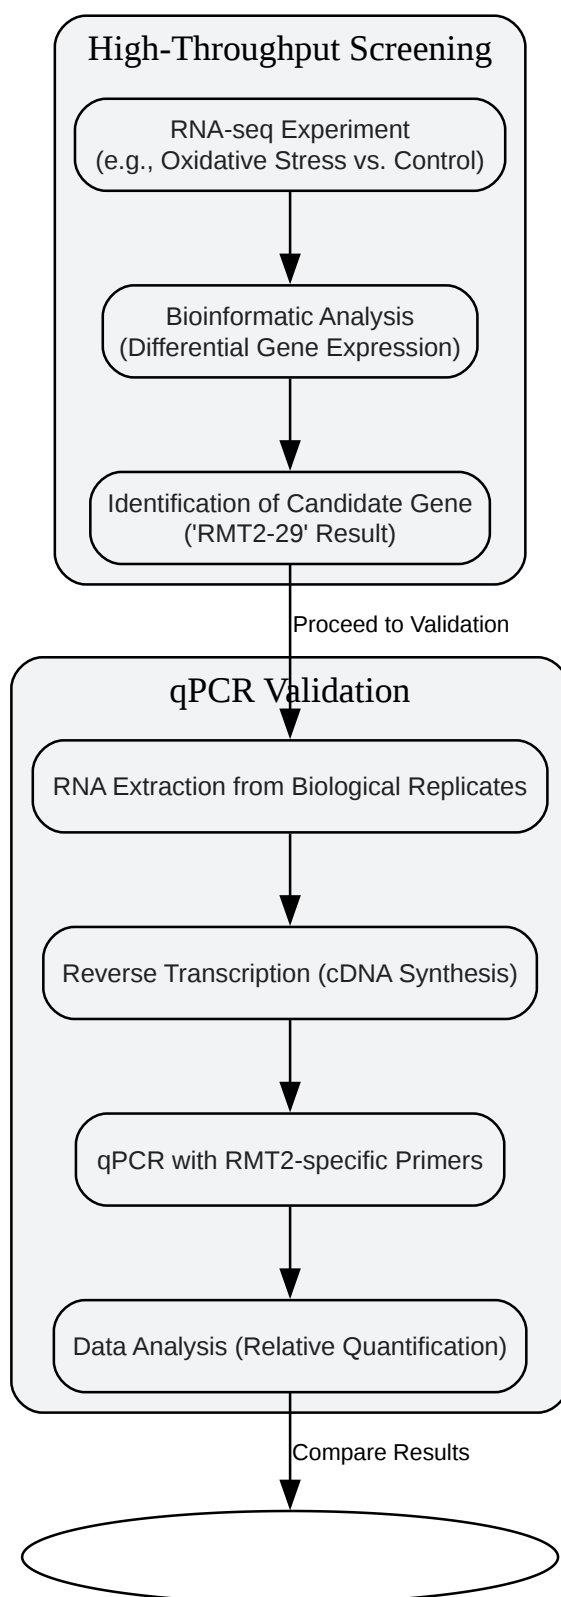 High-Throughput Screening
RNA-seq Experiment
(e.g., Oxidative Stress vs. Control)
Bioinformatic Analysis
(Differential Gene Expression)
Identification of Candidate Gene
('RMT2-29' Result)
Proceed to Validation
qPCR Validation
RNA Extraction from Biological Replicates
Reverse Transcription (cDNA Synthesis)
qPCR with RMT2-specific Primers
Data Analysis (Relative Quantification)
Compare Results